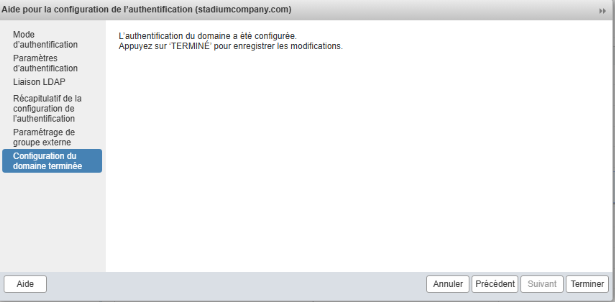 Aide pour la configuration de l'authentification (stadiumcompany.com)
Mode
d'authentification
Paramètres
d'authentification
Liaison LDAP
Récapitulatif de la
configuration de
l'authentification
Paramétrage de
groupe externe
Configuration du
domaine terminée
L'authentification du domaine a été configurée.
Appuyez sur 'TERMINÉ' pour enregistrer les modifications.
Aide
Annuler
Précédent
Suivant
Terminer